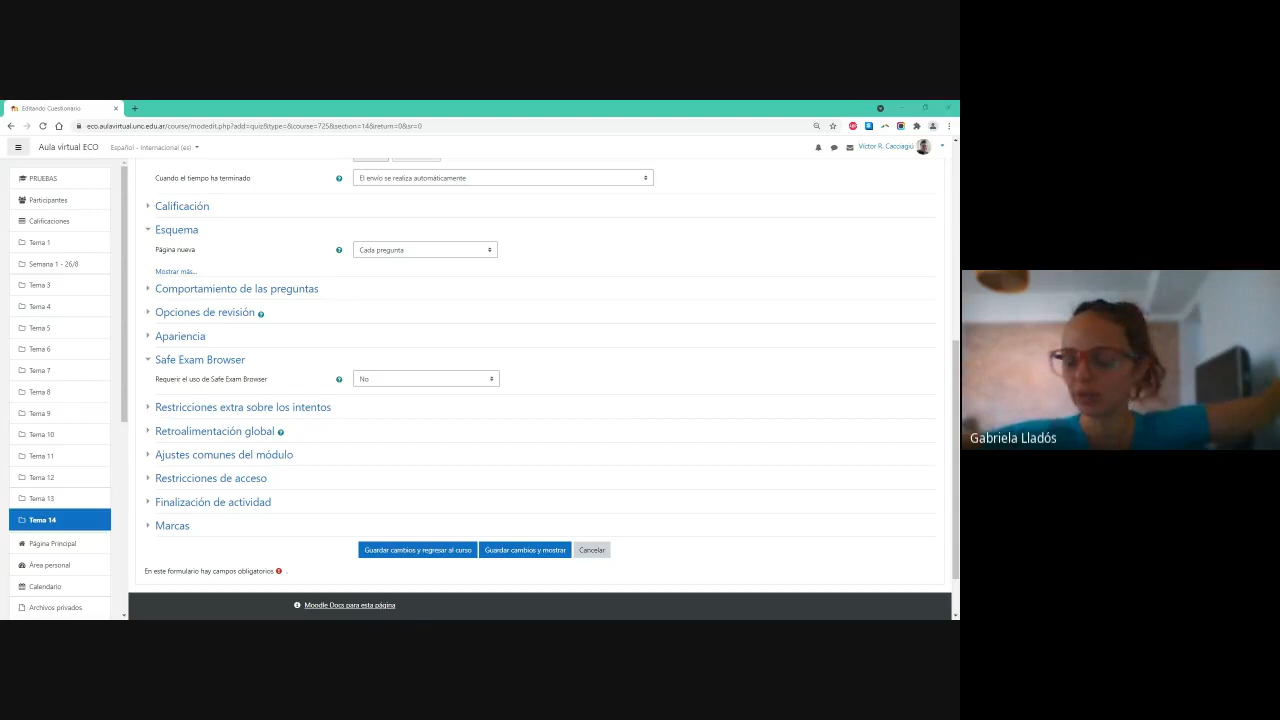 Editando Cuestionario
eco.aulavirtual.unc.edu.ar/course/modedit.php?add=quiz&type=&course=725&section=14&return=0&sr=0
Aula virtual ECO
Español - Internacional (es)
Víctor R. Cacciagiú
PRUEBAS
Participantes
Calificaciones
Tema 1
Semana 1 - 26/8
Tema 3
Tema 4
Tema 5
Tema 6
Tema 7
Tema 8
Tema 9
Tema 10
Tema 11
Tema 12
Tema 13
Tema 14
Página Principal
Área personal
Calendario
Archivos privados
Cuando el tiempo ha terminado
El envío se realiza automáticamente
Calificación
Esquema
Página nueva
Cada pregunta
Mostrar más...
Comportamiento de las preguntas
Opciones de revisión
Apariencia
Safe Exam Browser
Requerir el uso de Safe Exam Browser
No
Restricciones extra sobre los intentos
Retroalimentación global
Ajustes comunes del módulo
Restricciones de acceso
Finalización de actividad
Marcas
Guardar cambios y regresar al curso
Guardar cambios y mostrar
Cancelar
En este formulario hay campos obligatorios .
Moodle Docs para esta página
Gabriela Lladós